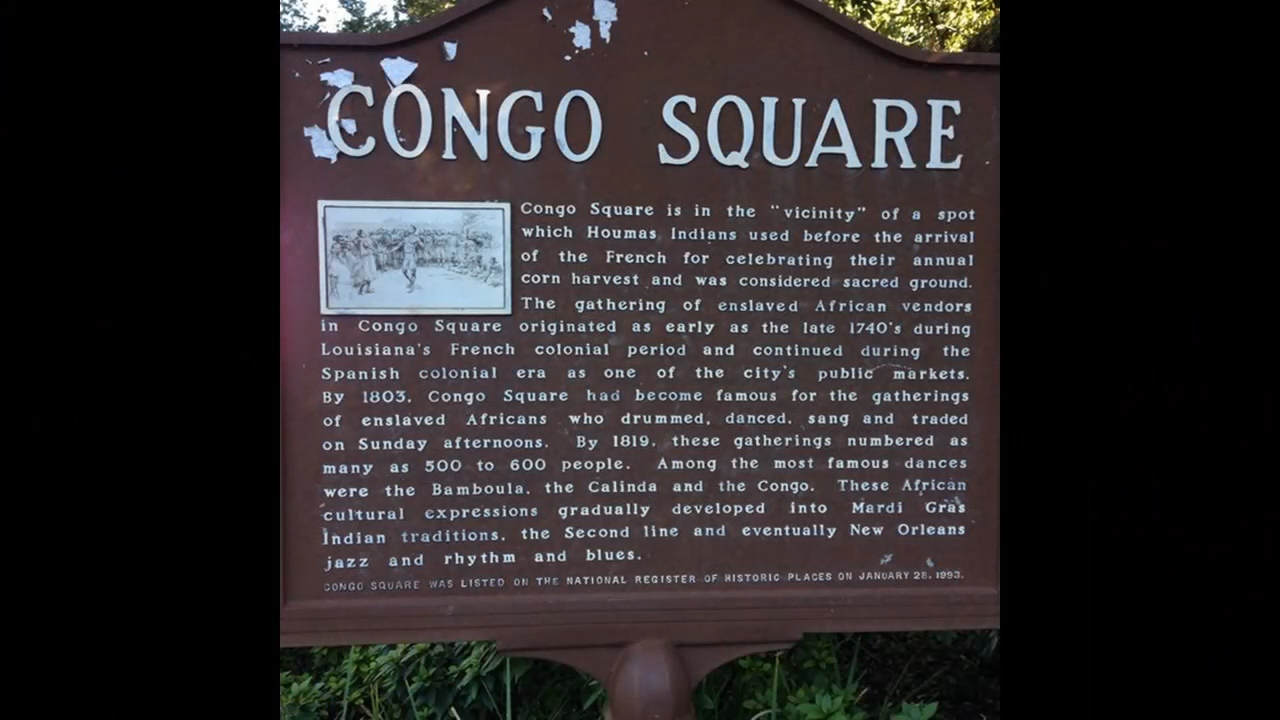 CONGO SQUARE
Congo Square is in the "vicinity" of a spot
which Houmas Indians used before the arrival
of the French for celebrating their annual
corn harvest and was considered sacred ground.
The gathering of enslaved African vendors
in Congo Square originated as early as the late 1740's during
Louisiana's French colonial period and continued during the
Spanish colonial era as one of the city's public markets.
By 1803, Congo Square had become famous for the gatherings
of enslaved Africans who drummed, danced, sang and traded
on Sunday afternoons. By 1819, these gatherings numbered as
many as 500 to 600 people. Among the most famous dances
were the Bamboula, the Calinda and the Congo. These African
cultural expressions gradually developed into Mardi Gras
Indian traditions, the Second line and eventually New Orleans
jazz and rhythm and blues.
CONGO SQUARE WAS LISTED ON THE NATIONAL REGISTER OF HISTORIC PLACES ON JANUARY 28, 1993.